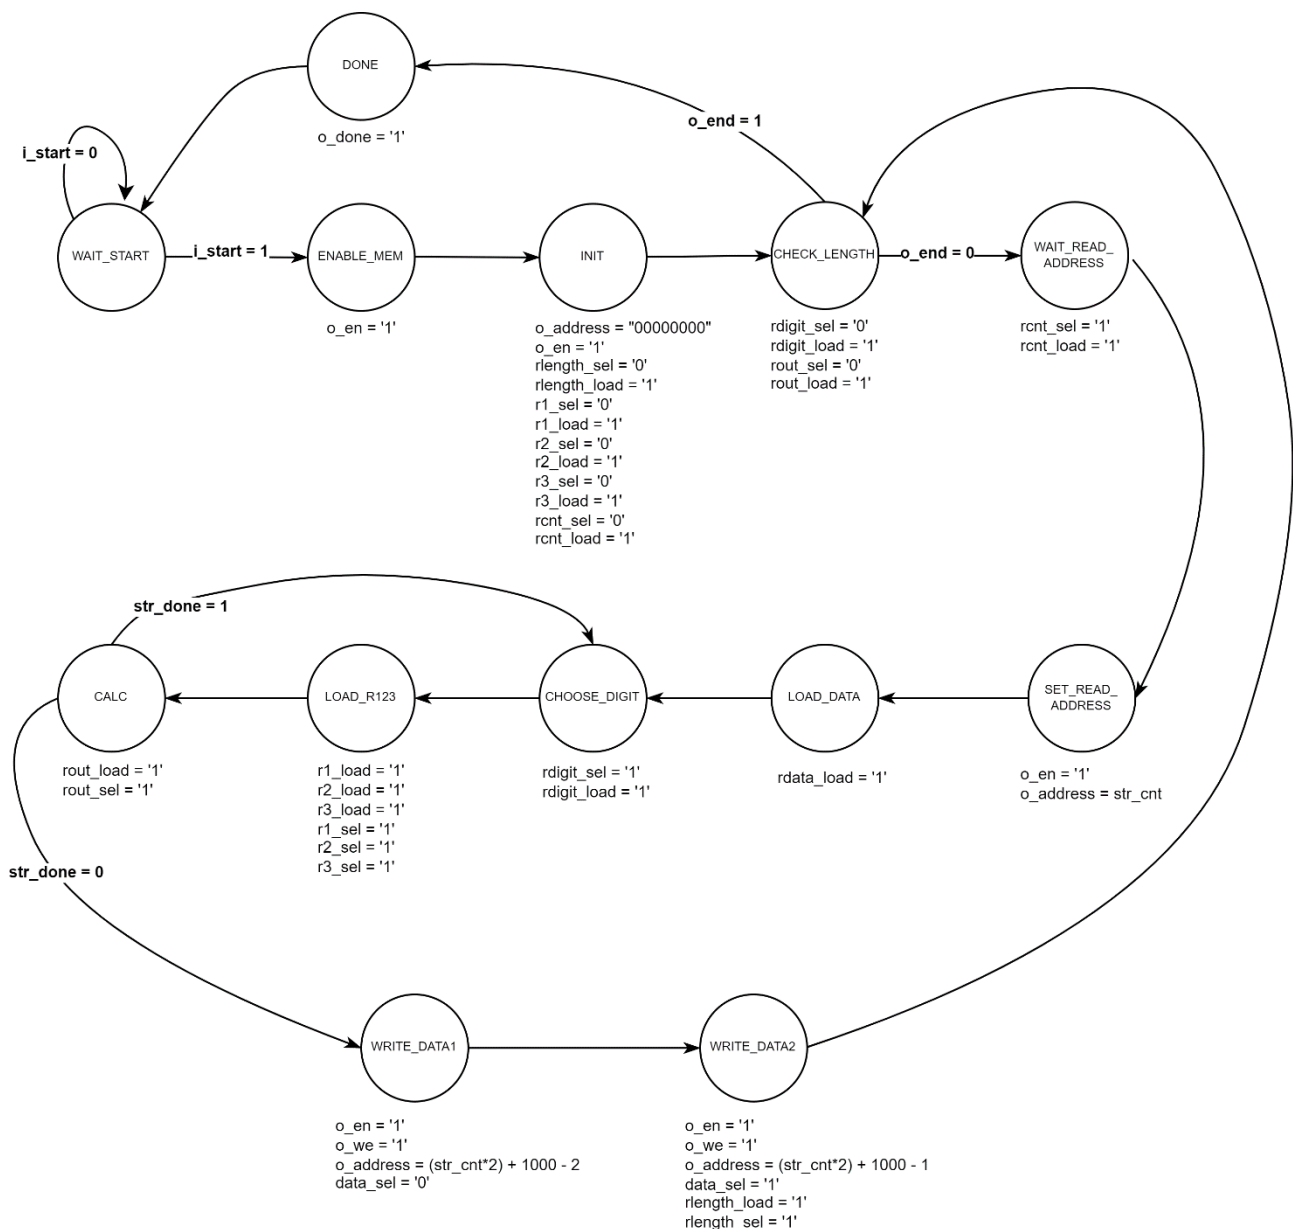 DONE
o_done = '1'
o_end = 1
i_start = 0
WAIT_START
i_start = 1
ENABLE_MEM
o_en = '1'
INIT
o_address = "00000000"
o_en = '1'
rlength_sel = '0'
rlength_load = '1'
r1_sel = '0'
r1_load = '1'
r2_sel = '0'
r2_load = '1'
r3_sel = '0'
r3_load = '1'
rcnt_sel = '0'
rcnt_load = '1'
CHECK_LENGTH
rdigit_sel = '0'
rdigit_load = '1'
rout_sel = '0'
rout_load = '1'
o_end = 0
WAIT_READ_
ADDRESS
rcnt_sel = '1'
rcnt_load = '1'
str_done = 1
CALC
rout_load = '1'
rout_sel = '1'
LOAD_R123
r1_load = '1'
r2_load = '1'
r3_load = '1'
r1_sel = '1'
r2_sel = '1'
r3_sel = '1'
CHOOSE_DIGIT
rdigit_sel = '1'
rdigit_load = '1'
LOAD_DATA
rdata_load = '1'
SET_READ_
ADDRESS
o_en = '1'
o_address = str_cnt
str_done = 0
WRITE_DATA1
o_en = '1'
o_we = '1'
o_address = (str_cnt*2) + 1000 - 2
data_sel = '0'
WRITE_DATA2
o_en = '1'
o_we = '1'
o_address = (str_cnt*2) + 1000 - 1
data_sel = '1'
rlength_load = '1'
rlength_sel = '1'